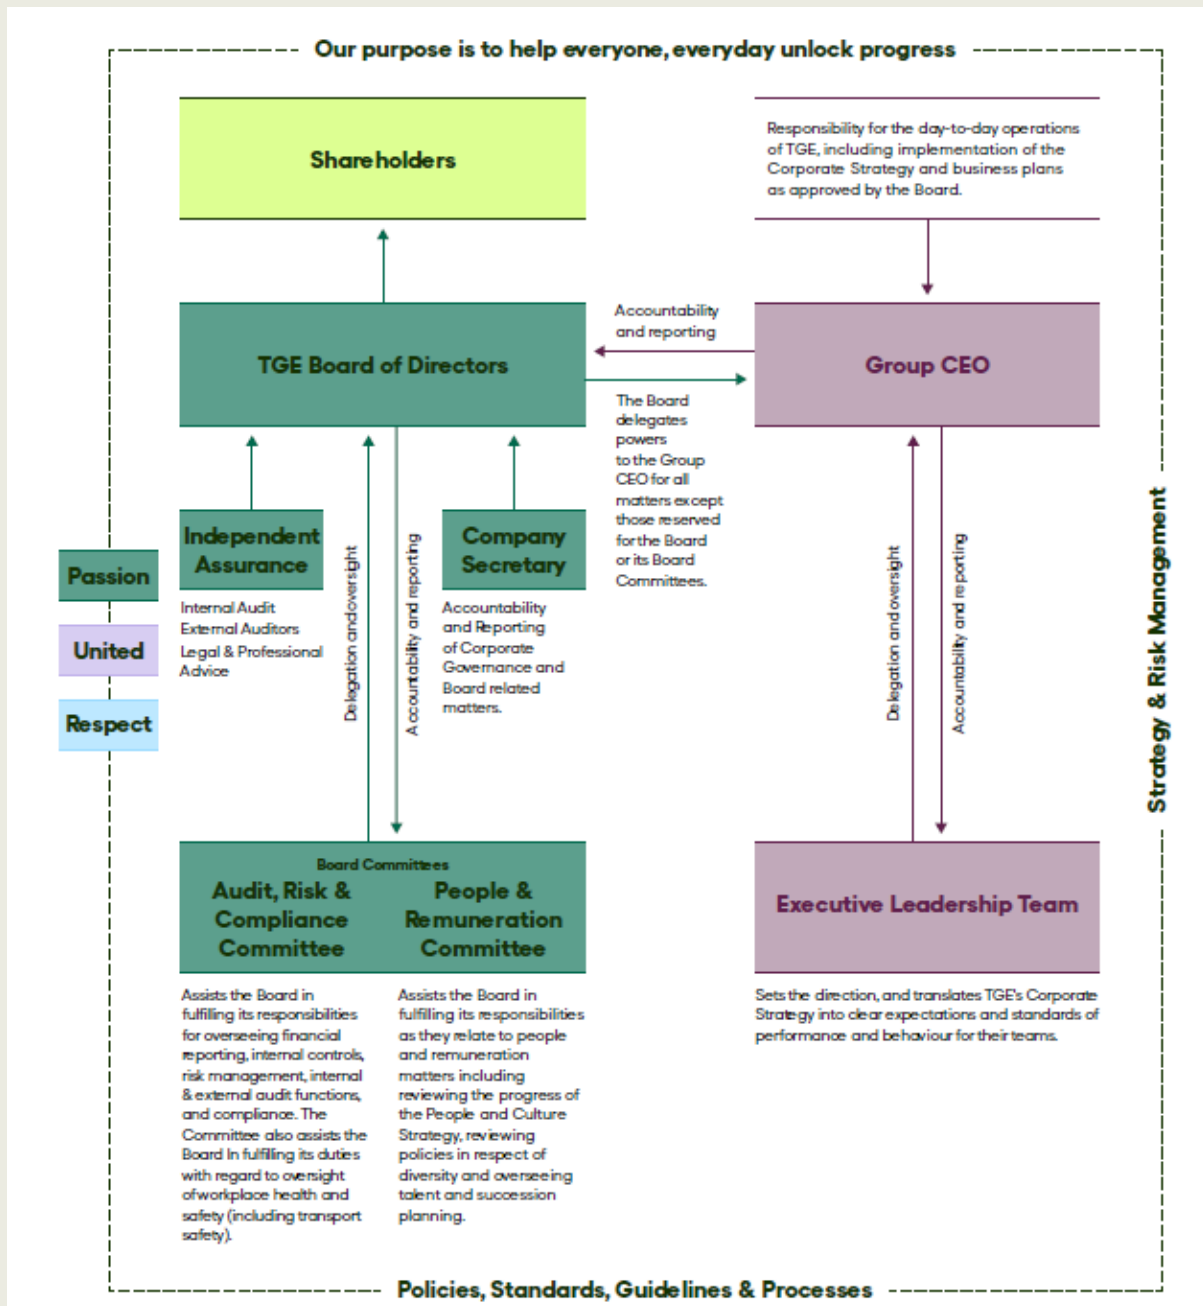 Our purpose is to help everyone, everyday unlock progress
Shareholders
Responsibility for the day-to-day operations
of TGE, including implementation of the
Corporate Strategy and business plans
as approved by the Board.
TGE Board of Directors
Accountability
and reporting
Group CEO
The Board
delegates
powers
to the Group
CEO for all
matters except
those reserved
for the Board
or its Board
Committees.
Independent
Assurance
Internal Audit
External Auditors
Legal & Professional
Advice
Delegation and oversight
Accountability and reporting
Company
Secretary
Accountability
and Reporting
of Corporate
Governance and
Board related
matters.
Delegation and oversight
Accountability and reporting
Passion
United
Respect
Strategy & Risk Management
Board Committees
Audit, Risk &
Compliance
Committee
People &
Remuneration
Committee
Executive Leadership Team
Assists the Board in
fulfilling its responsibilities
for overseeing financial
reporting, internal controls,
risk management, internal
& external audit functions,
and compliance. The
Committee also assists the
Board In fulfilling its duties
with regard to oversight
of workplace health and
safety (including transport
safety).
Assists the Board in
fulfilling its responsibilities
as they relate to people
and remuneration
matters including
reviewing the progress of
the People and Culture
Strategy, reviewing
policies in respect of
diversity and overseeing
talent and succession
planning.
Sets the direction, and translates TGE's Corporate
Strategy into clear expectations and standards of
performance and behaviour for their teams.
Policies, Standards, Guidelines & Processes